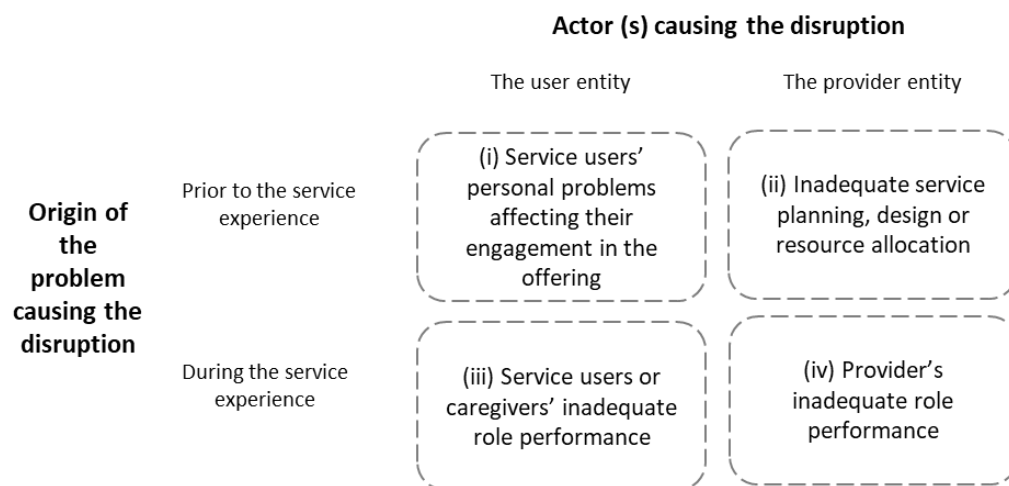 Actor (s) causing the disruption
The user entity
The provider entity
Origin of
the
problem
causing the
disruption
Prior to the service
experience
(i) Service users’
personal problems
affecting their
engagement in the
offering
(ii) Inadequate service
planning, design or
resource allocation
During the service
experience
(iii) Service users or
caregivers’ inadequate
role performance
(iv) Provider’s
inadequate role
performance